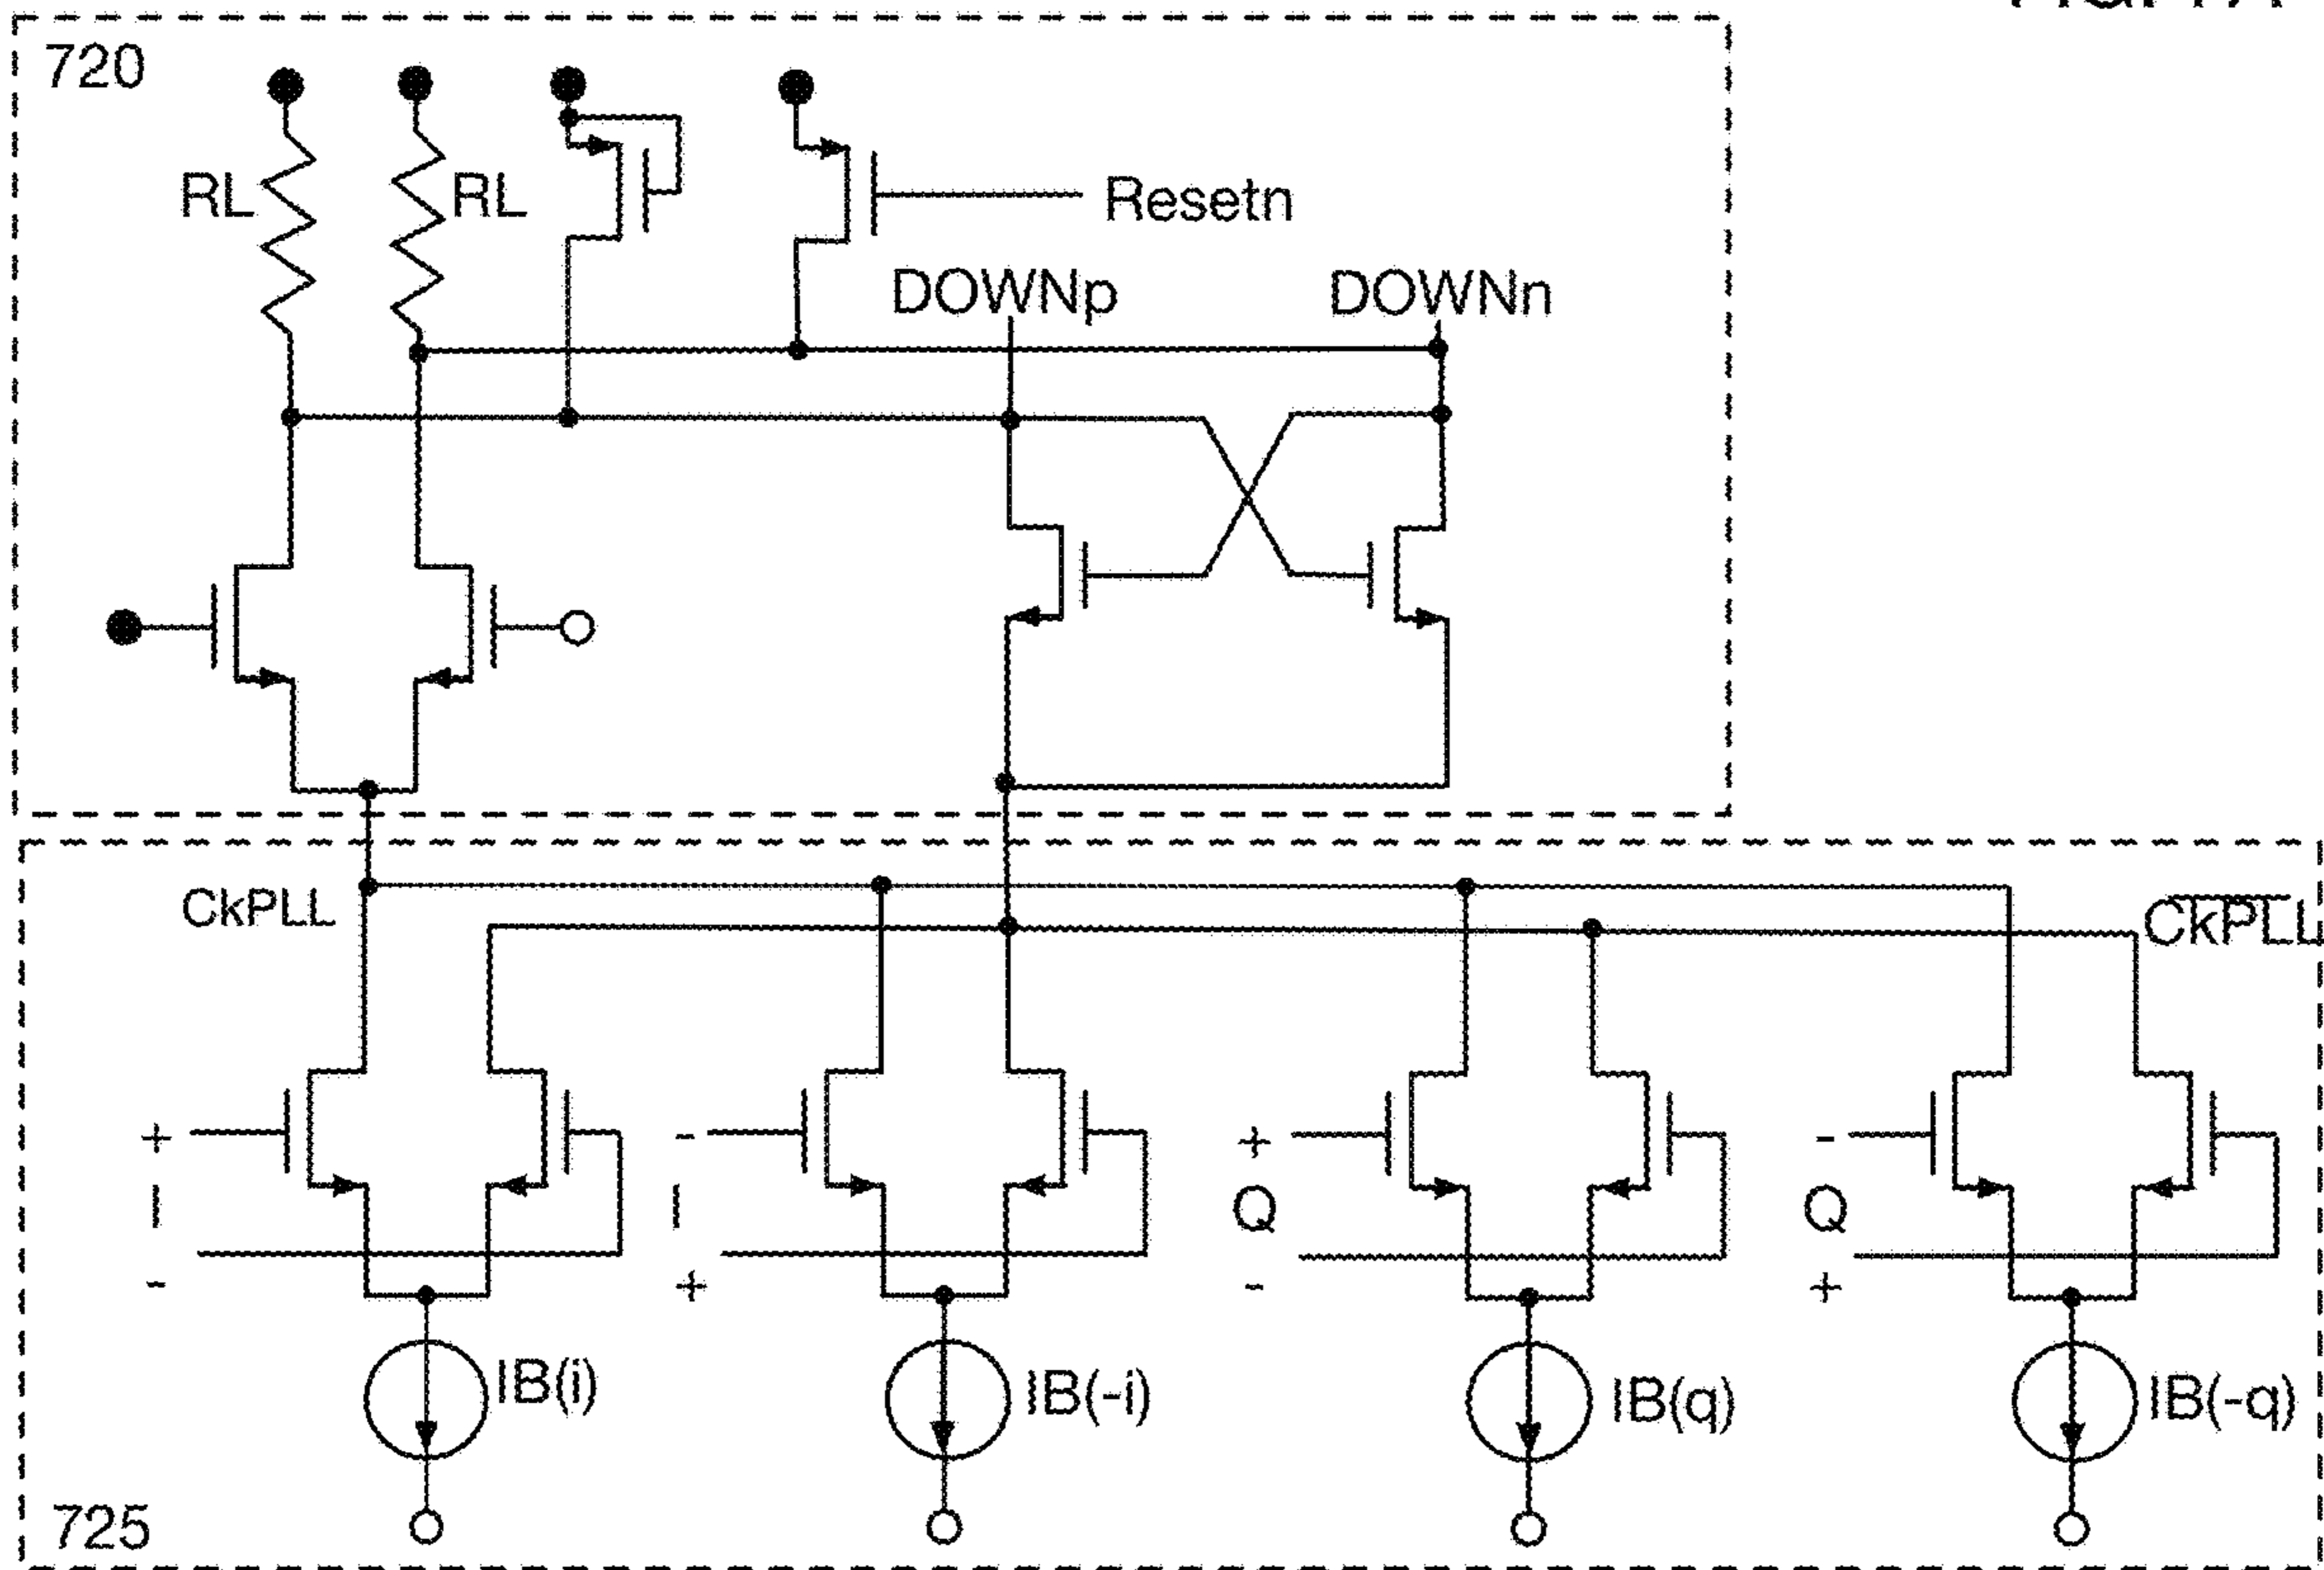 720
RL
RL
Resetn
DOWNp
DOWNn
CkPLL
CkPLL
+
I
-
-
I
+
+
Q
-
-
Q
+
IB(i)
IB(-i)
IB(q)
IB(-q)
725